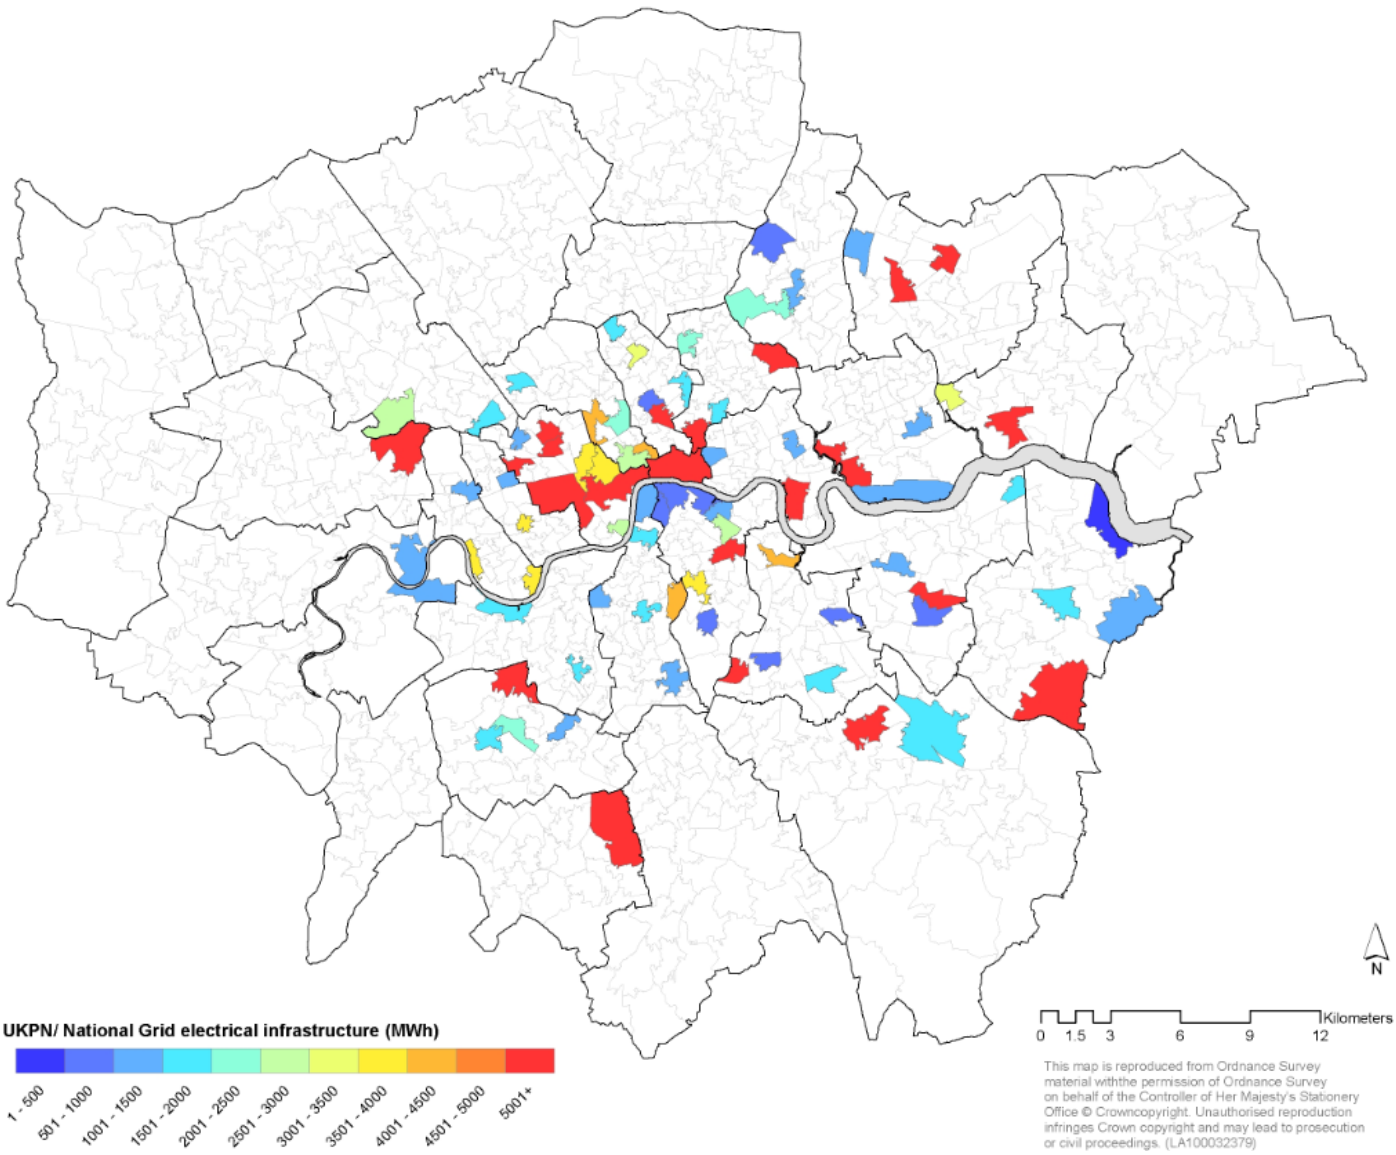 N
UKPN/ National Grid electrical infrastructure (MWh)
1 - 500
501 - 1000
1001 - 1500
1501 - 2000
2001 - 2500
2501 - 3000
3001 - 3500
3501 - 4000
4001 - 4500
4501 - 5000
5001+
Kilometers
0 1.5 3 6 9 12
This map is reproduced from Ordnance Survey
material withthe permission of Ordnance Survey
on behalf of the Controller of Her Majesty's Stationery
Office © Crowncopyright. Unauthorised reproduction
infringes Crown copyright and may lead to prosecution
or civil proceedings. (LA100032379)